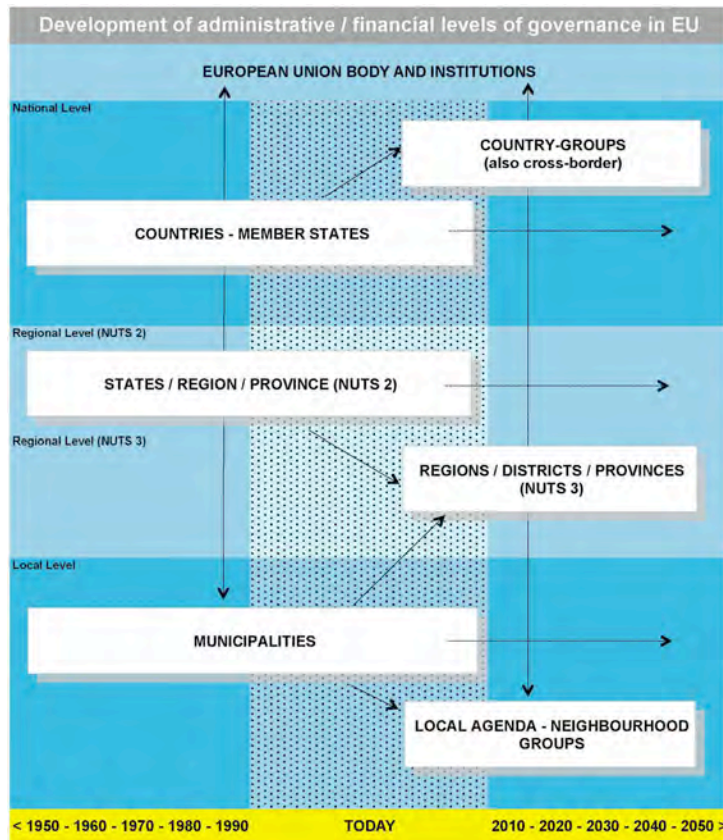 Development of administrative / financial levels of governance in EU
EUROPEAN UNION BODY AND INSTITUTIONS
National Level
COUNTRY-GROUPS
(also cross-border)
COUNTRIES - MEMBER STATES
Regional Level (NUTS 2)
STATES / REGION / PROVINCE (NUTS 2)
Regional Level (NUTS 3)
REGIONS / DISTRICTS / PROVINCES
(NUTS 3)
Local Level
MUNICIPALITIES
LOCAL AGENDA - NEIGHBOURHOOD
GROUPS
< 1950 - 1960 - 1970 - 1980 - 1990 TODAY 2010 - 2020 - 2030 - 2040 - 2050 >